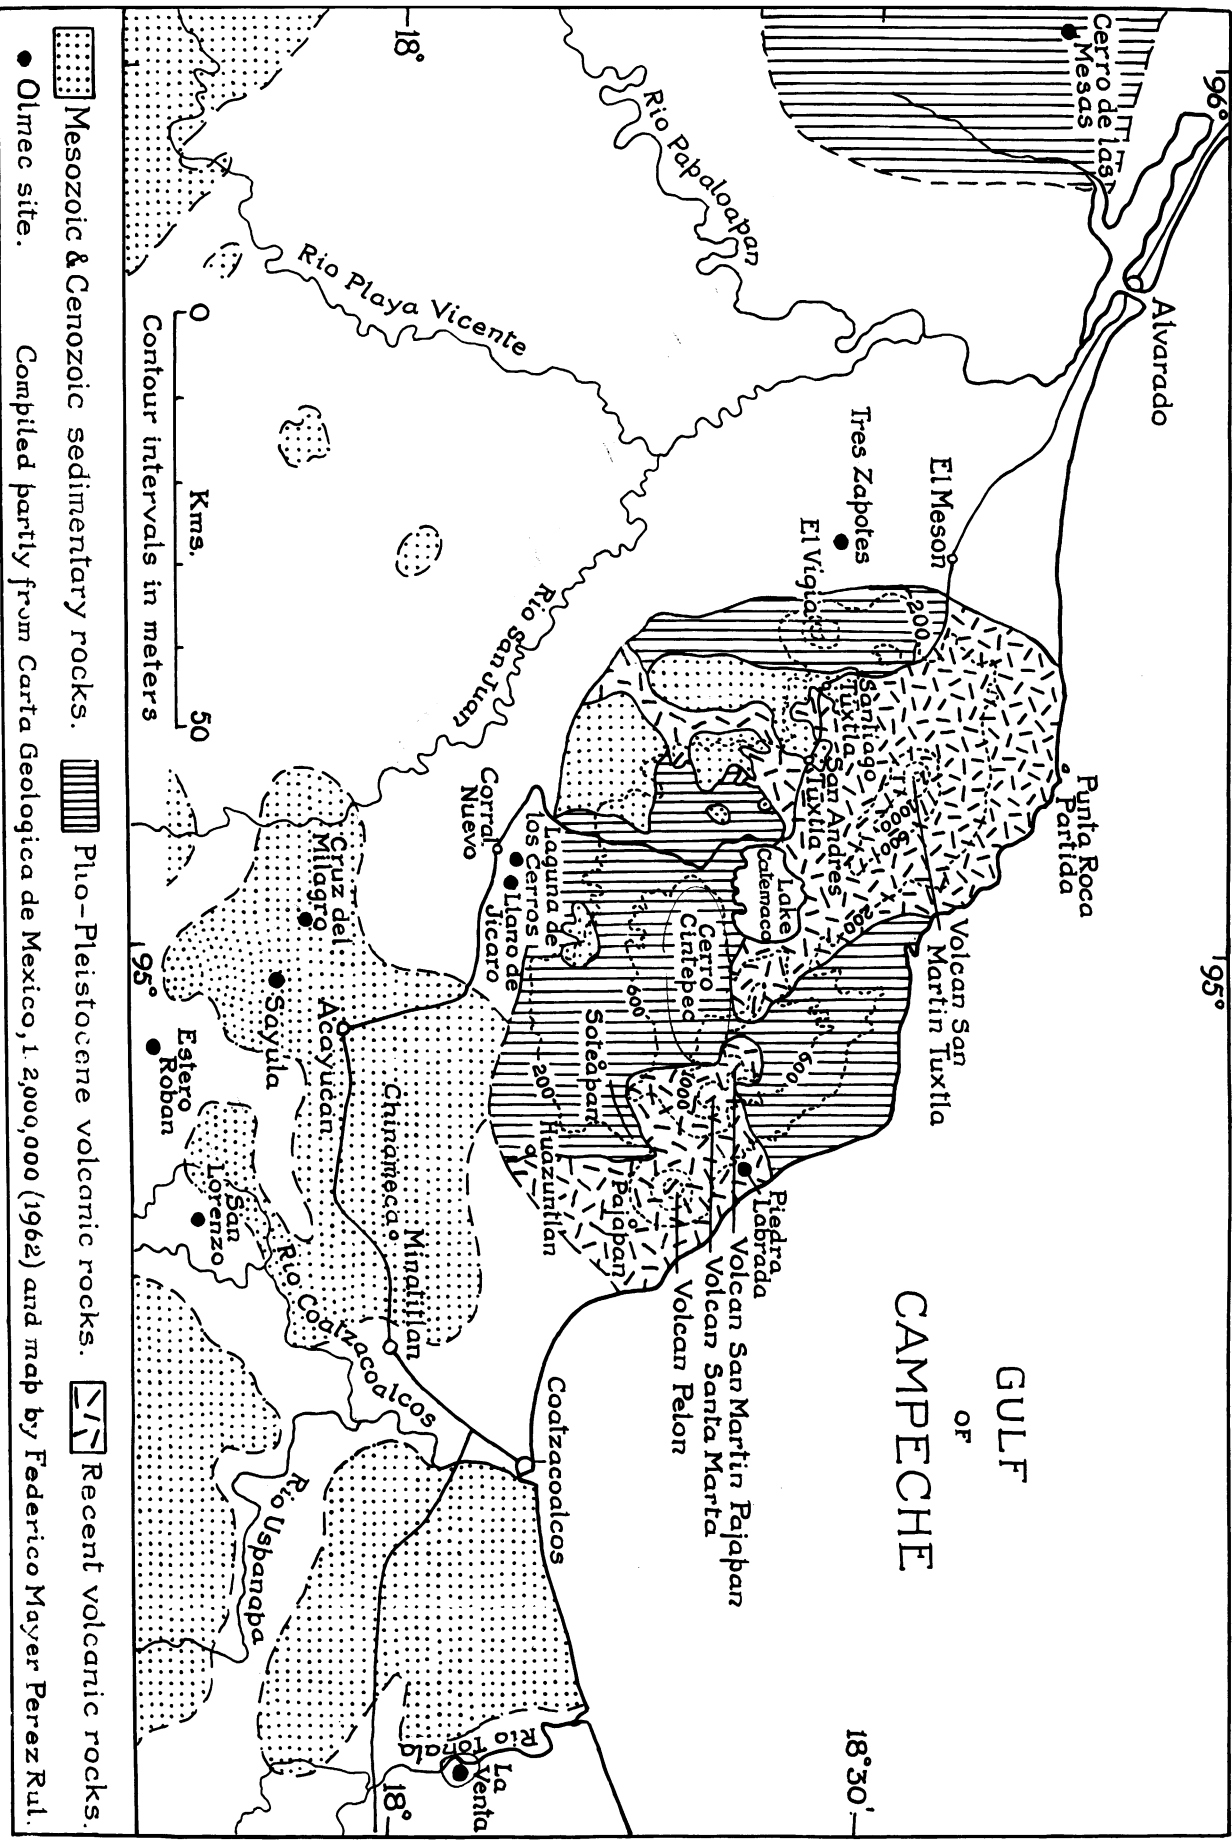 96°
95°
Alvarado
Cerro de las
Mesas
Punta Roca
Partida
GULF
OF
CAMPECHE
18°30'
El Meson
Tres Zapotes
El Vigia
200
Santiago
Tuxtla
San Andres
Tuxtla
1000
600
200
Volcan San
Martin Tuxtla
Lake
Catemaco
Cerro
Cintepec
600
600
1000
Piedra
Labrada
Volcan San Martin Pajapan
Volcan Santa Marta
Volcan Pelon
Rio Papaloapan
Rio San Juan
Rio Playa Vicente
Corral
Nuevo
Laguna de
los Cerros
Llano de
Jicaro
Soteapan
200
Huazuntlan
Pajapan
Coatzacoalcos
18°
Cruz del
Milagro
Sayula
Acayucan
Chinameca
Minatitlan
Estero
Roban
San
Lorenzo
Rio Coatzacoalcos
Rio Uspanapa
Rio Tonala
La
Venta
18°
95°
0 Kms. 50
Contour intervals in meters
Mesozoic & Cenozoic sedimentary rocks.
Plio-Pleistocene volcanic rocks.
Recent volcanic rocks.
Olmec site.
Compiled partly from Carta Geologica de Mexico, 1 2,000,000 (1962) and map by Federico Mayer Perez Rul.